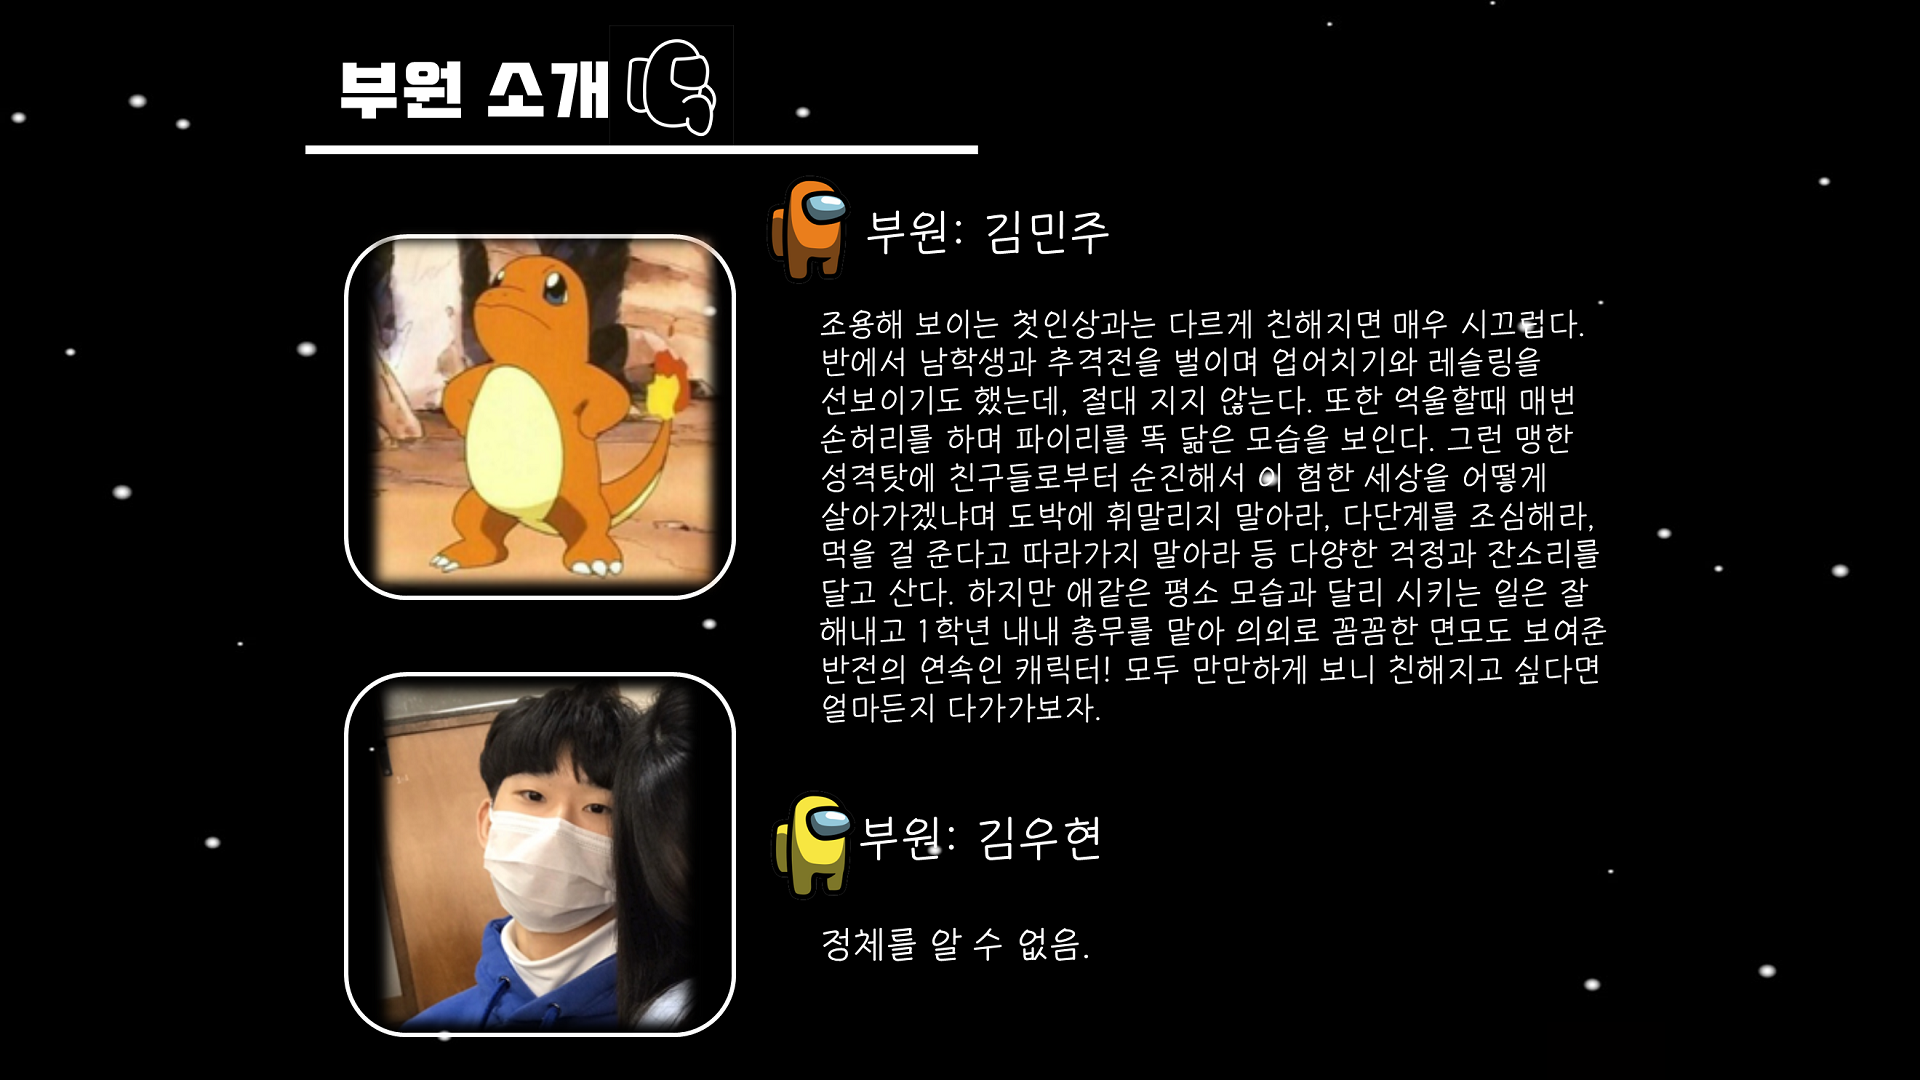 부원 소개
부원: 김민주
조용해 보이는 첫인상과는 다르게 친해지면 매우 시끄럽다.
반에서 남학생과 추격전을 벌이며 업어치기와 레슬링을
선보이기도 했는데, 절대 지지 않는다. 또한 억울할때 매번
손허리를 하며 파이리를 똑 닮은 모습을 보인다. 그런 맹한
성격탓에 친구들로부터 순진해서 이 험한 세상을 어떻게
살아가겠냐며 도박에 휘말리지 말아라, 다단계를 조심해라,
먹을 걸 준다고 따라가지 말아라 등 다양한 걱정과 잔소리를
달고 산다. 하지만 애같은 평소 모습과 달리 시키는 일은 잘
해내고 1학년 내내 총무를 맡아 의외로 꼼꼼한 면모도 보여준
반전의 연속인 캐릭터! 모두 만만하게 보니 친해지고 싶다면
얼마든지 다가가보자.
부원: 김우현
정체를 알 수 없음.